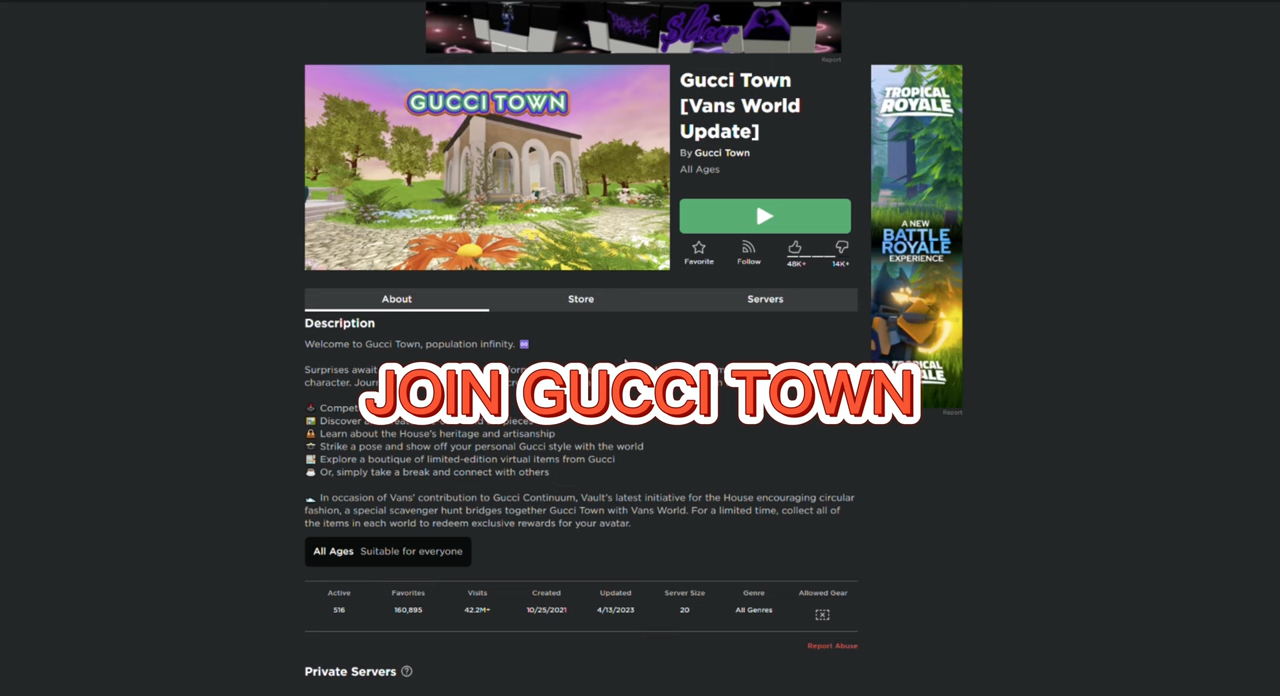 $licer
Report
GUCCI TOWN
Gucci Town
[Vans World
Update]
By Gucci Town
All Ages
Favorite
Follow
48K+
14K+
TROPICAL
ROYALE
A NEW
BATTLE
ROYALE
EXPERIENCE
TROPICAL
Report
About
Store
Servers
Description
Welcome to Gucci Town, population infinity.
Surprises await
character.
JOIN GUCCI TOWN
Discover
Learn about the House's heritage and artisanship
Strike a pose and show off your personal Gucci style with the world
Explore a boutique of limited-edition virtual items from Gucci
Or, simply take a break and connect with others
In occasion of Vans' contribution to Gucci Continuum, Vault's latest initiative for the House encouraging circular
fashion, a special scavenger hunt bridges together Gucci Town with Vans World. For a limited time, collect all of
the items in each world to redeem exclusive rewards for your avatar.
All Ages Suitable for everyone
Active Favorites Visits Created Updated Server Size Genre Allowed Gear
516 160,895 42.2M+ 10/25/2021 4/13/2023 20 All Genres
Report Abuse
Private Servers